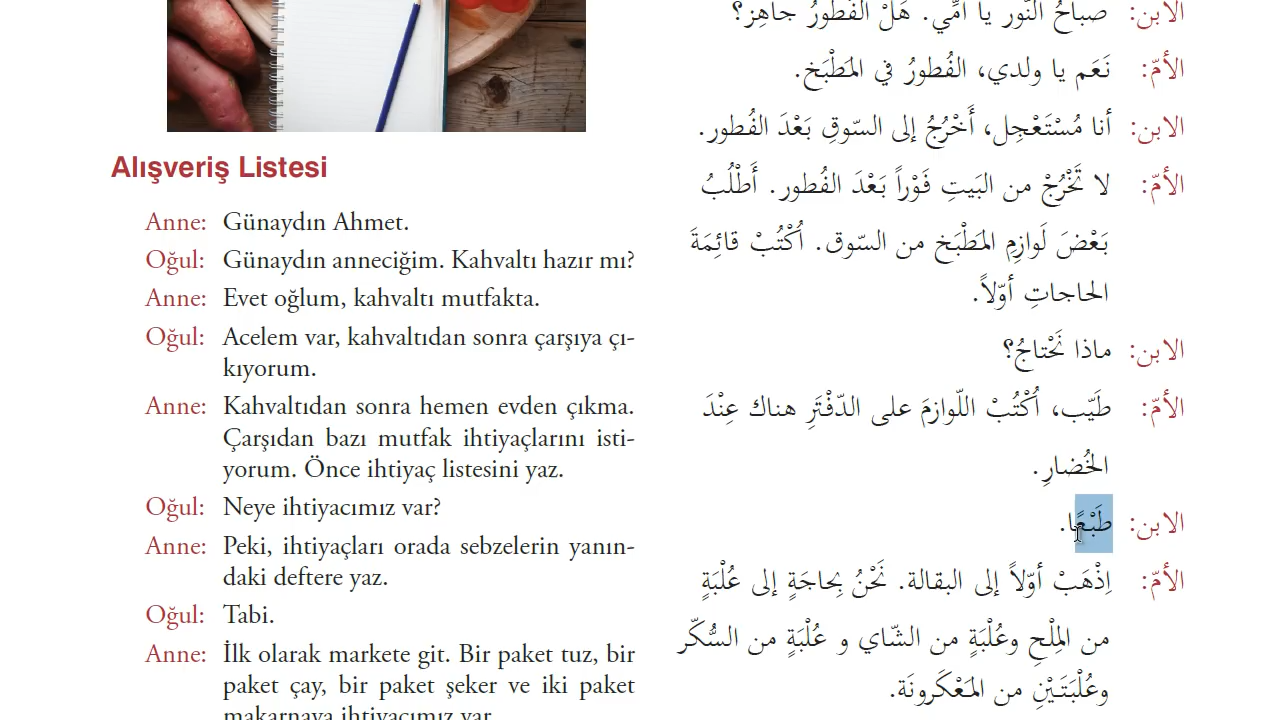 Alışveriş Listesi
Anne: Günaydın Ahmet.
Oğul: Günaydın anneciğim. Kahvaltı hazır mı?
Anne: Evet oğlum, kahvaltı mutfakta.
Oğul: Acelem var, kahvaltıdan sonra çarşıya çı-
kıyorum.
Anne: Kahvaltıdan sonra hemen evden çıkma.
Çarşıdan bazı mutfak ihtiyaçlarını isti-
yorum. Önce ihtiyaç listesini yaz.
Oğul: Neye ihtiyacımız var?
Anne: Peki, ihtiyaçları orada sebzelerin yanın-
daki deftere yaz.
Oğul: Tabi.
Anne: İlk olarak markete git. Bir paket tuz, bir
paket çay, bir paket şeker ve iki paket
makarnaya ihtiyacımız var.
الابن: صباحُ النّور يا أمّي. هَلْ الفُطورُ جاهِز؟
الأمّ: نَعَم يا ولدي، الفُطورُ في المَطْبَخ.
الابن: أنا مُسْتَعْجِل، أَخْرُجُ إلى السّوقِ بَعْدَ الفُطور.
الأمّ: لا تَخْرُجْ من البَيتِ فَوْراً بَعْدَ الفُطور. أَطْلُبُ
بَعْضَ لَوازِمِ المَطْبَخ من السّوق. أُكْتُبْ قائِمَةَ
الحاجاتِ أوّلاً.
الابن: ماذا نَحْتاجُ؟
الأمّ: طَيّب، أُكْتُبْ اللّوازمَ على الدّفْتَرِ هناك عِنْدَ
الخُضارِ.
الابن: طَبْعًا.
الأمّ: اِذْهَبْ أوّلاً إلى البقالة. نَحْنُ بِحاجَةٍ إلى عُلْبَةٍ
من المِلْحِ وعُلْبَةٍ من الشّاي و عُلْبَةٍ من السُّكّر
وعُلْبَتَيْنِ من المَعْكَرونَة.